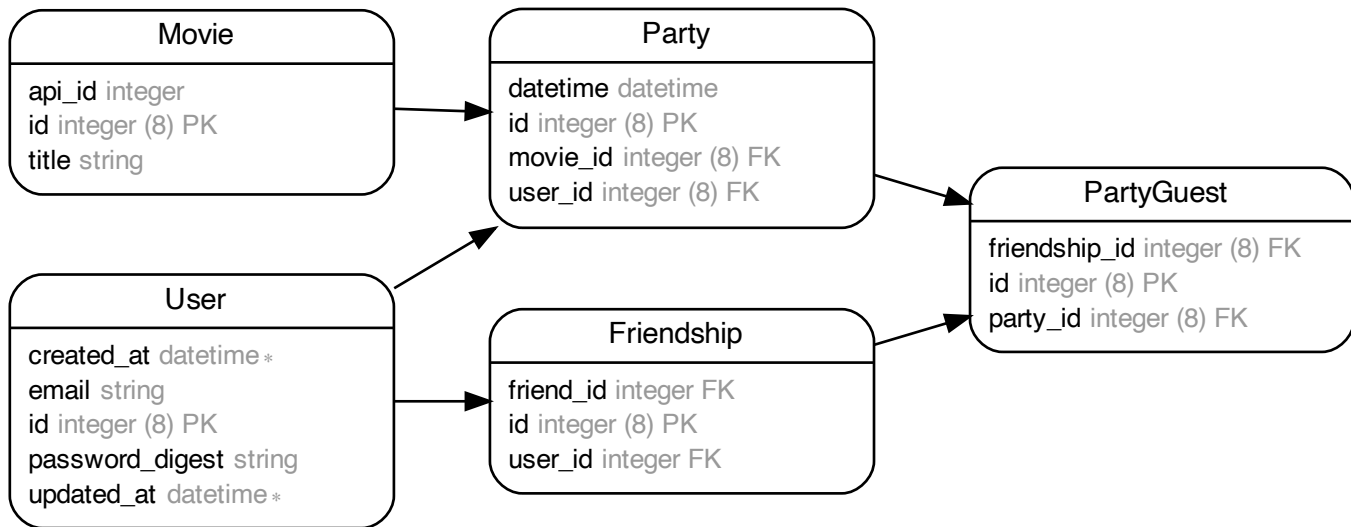 Movie
api_id integer
id integer (8) PK
title string
User
created_at datetime *
email string
id integer (8) PK
password_digest string
updated_at datetime *
Party
datetime datetime
id integer (8) PK
movie_id integer (8) FK
user_id integer (8) FK
Friendship
friend_id integer FK
id integer (8) PK
user_id integer FK
PartyGuest
friendship_id integer (8) FK
id integer (8) PK
party_id integer (8) FK